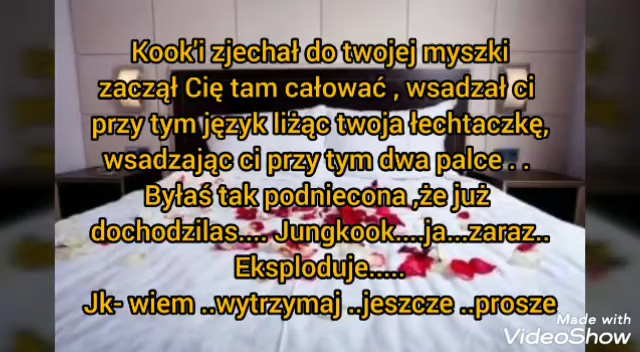 Kook'i zjechał do twojej myszki
zaczął Cię tam całować , wsadzał ci
przy tym język liżąc twoja łechtaczkę,
wsadzając ci przy tym dwa palce . .
Byłaś tak podniecona ,że już
dochodzilas.... Jungkook....ja...zaraz..
Eksploduje.....
Jk- wiem ..wytrzymaj ..jeszcze ..prosze
Made with
VideoShow